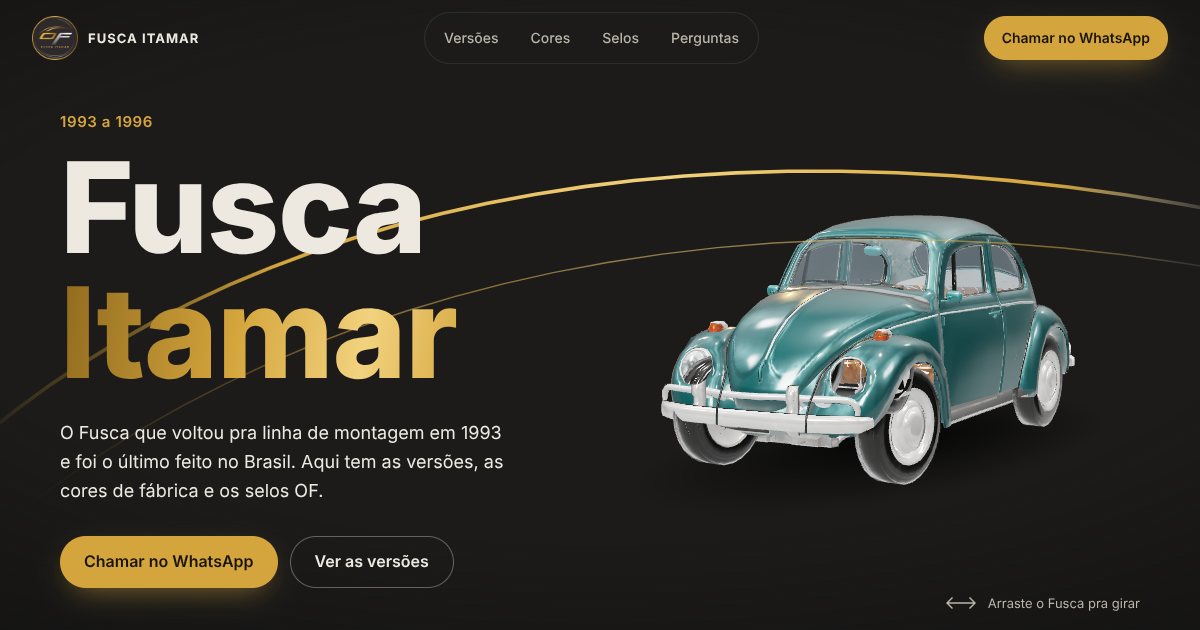 OF
FUSCA ITAMAR
Versões
Cores
Selos
Perguntas
Chamar no WhatsApp
1993 a 1996
Fusca
Itamar
O Fusca que voltou pra linha de montagem em 1993
e foi o último feito no Brasil. Aqui tem as versões, as
cores de fábrica e os selos OF.
Chamar no WhatsApp
Ver as versões
Arraste o Fusca pra girar